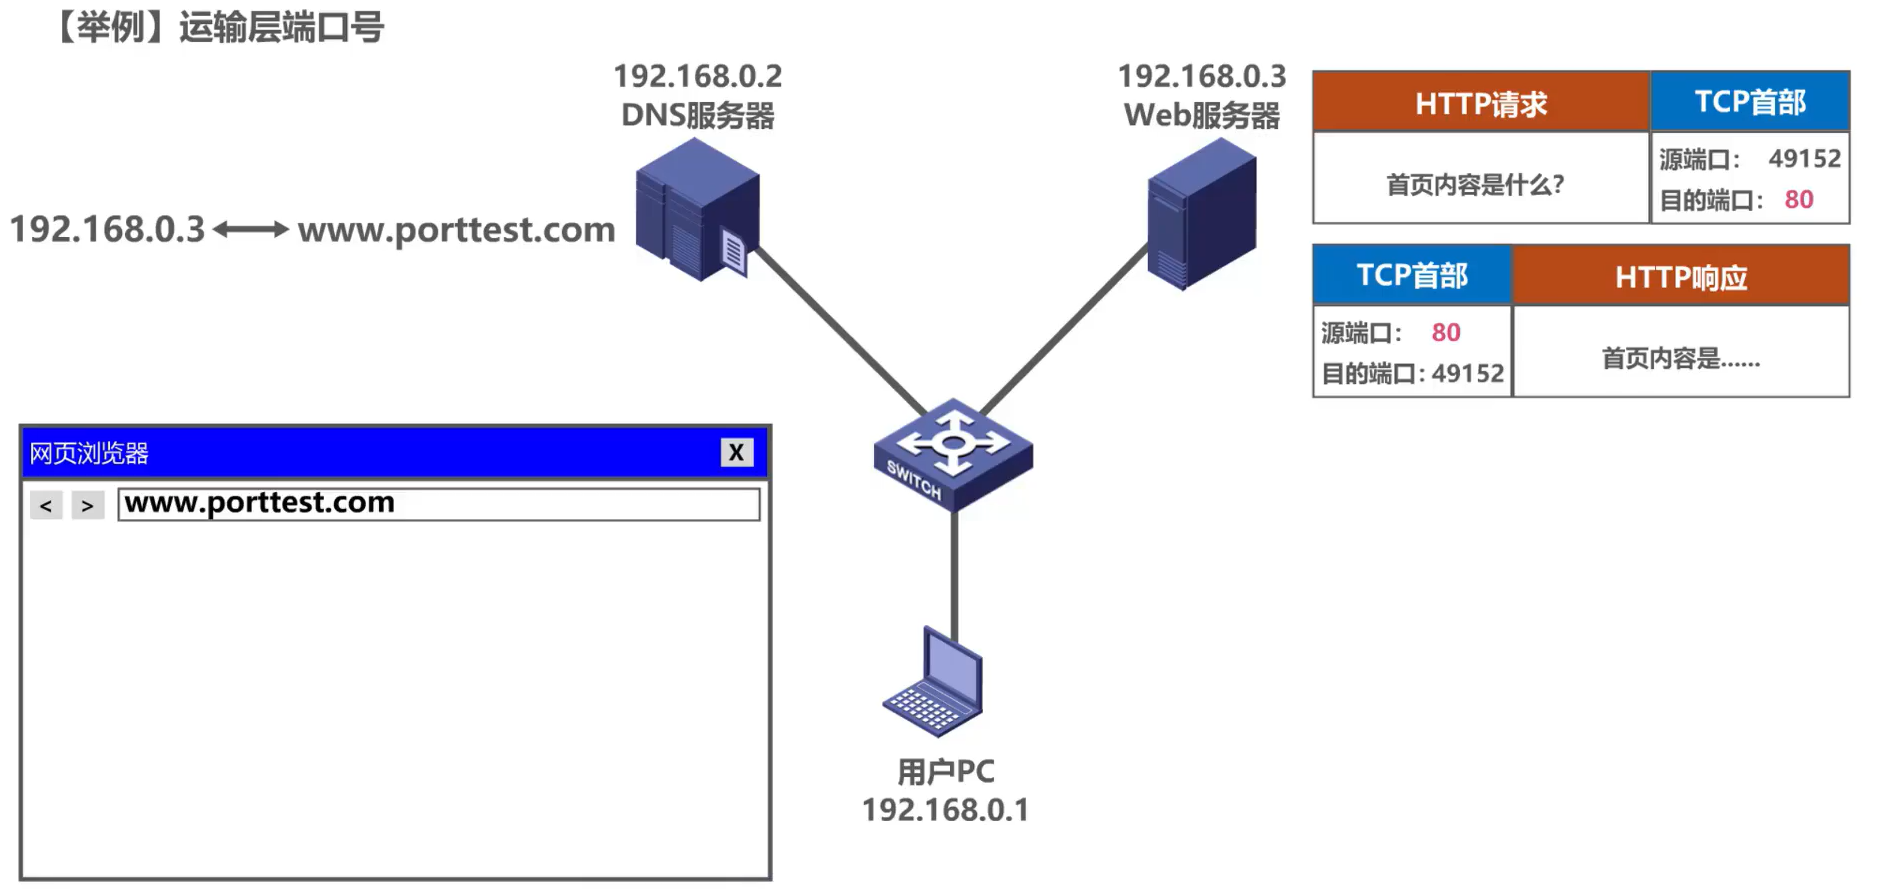 【举例】运输层端口号
192.168.0.2
DNS服务器
192.168.0.3
Web服务器
192.168.0.3
www.porttest.com
HTTP请求
TCP首部
首页内容是什么?
源端口: 49152
目的端口: 80
TCP首部
HTTP响应
源端口: 80
目的端口: 49152
首页内容是......
SWITCH
网页浏览器
X
<
>
www.porttest.com
用户PC
192.168.0.1